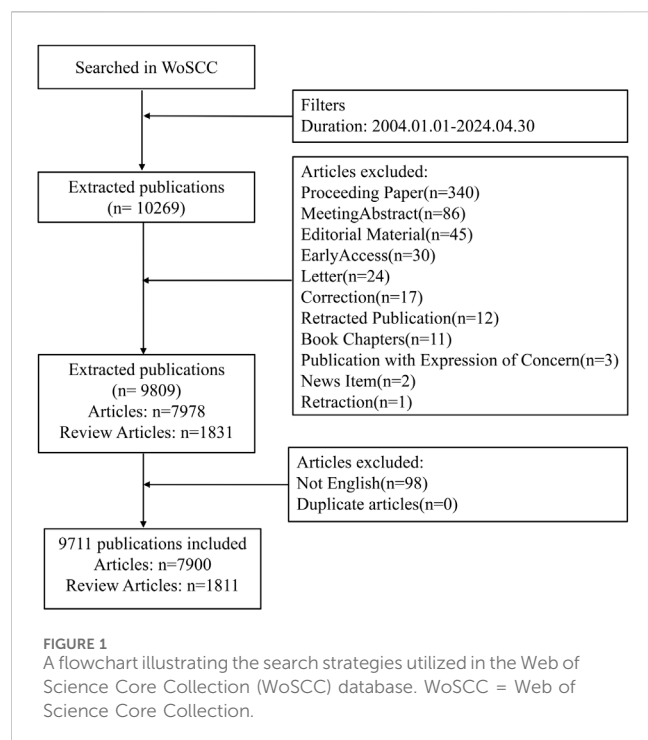 Searched in WoSCC
Filters
Duration: 2004.01.01-2024.04.30
Extracted publications
(n= 10269)
Articles excluded:
Proceeding Paper(n=340)
MeetingAbstract(n=86)
Editorial Material(n=45)
EarlyAccess(n=30)
Letter(n=24)
Correction(n=17)
Retracted Publication(n=12)
Book Chapters(n=11)
Publication with Expression of Concern(n=3)
News Item(n=2)
Retraction(n=1)
Extracted publications
(n= 9809)
Articles: n=7978
Review Articles: n=1831
Articles excluded:
Not English(n=98)
Duplicate articles(n=0)
9711 publications included
Articles: n=7900
Review Articles: n=1811
FIGURE 1
A flowchart illustrating the search strategies utilized in the Web of
Science Core Collection (WoSCC) database. WoSCC = Web of
Science Core Collection.